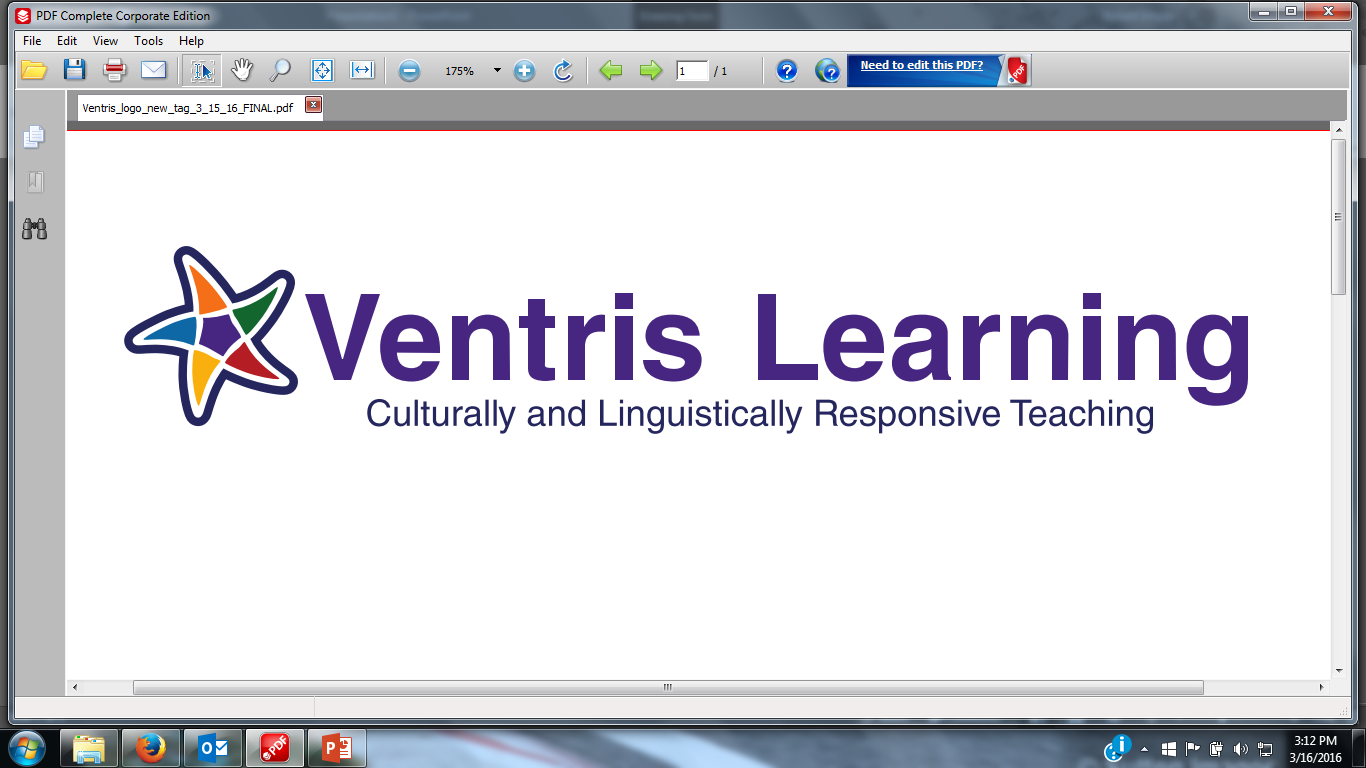 PDF Complete Corporate Edition
File Edit View Tools Help
175% 1 / 1 Need to edit this PDF? PDF
Ventris_logo_new_tag_3_15_16_FINAL.pdf
Ventris Learning
Culturally and Linguistically Responsive Teaching
3:12 PM
3/16/2016